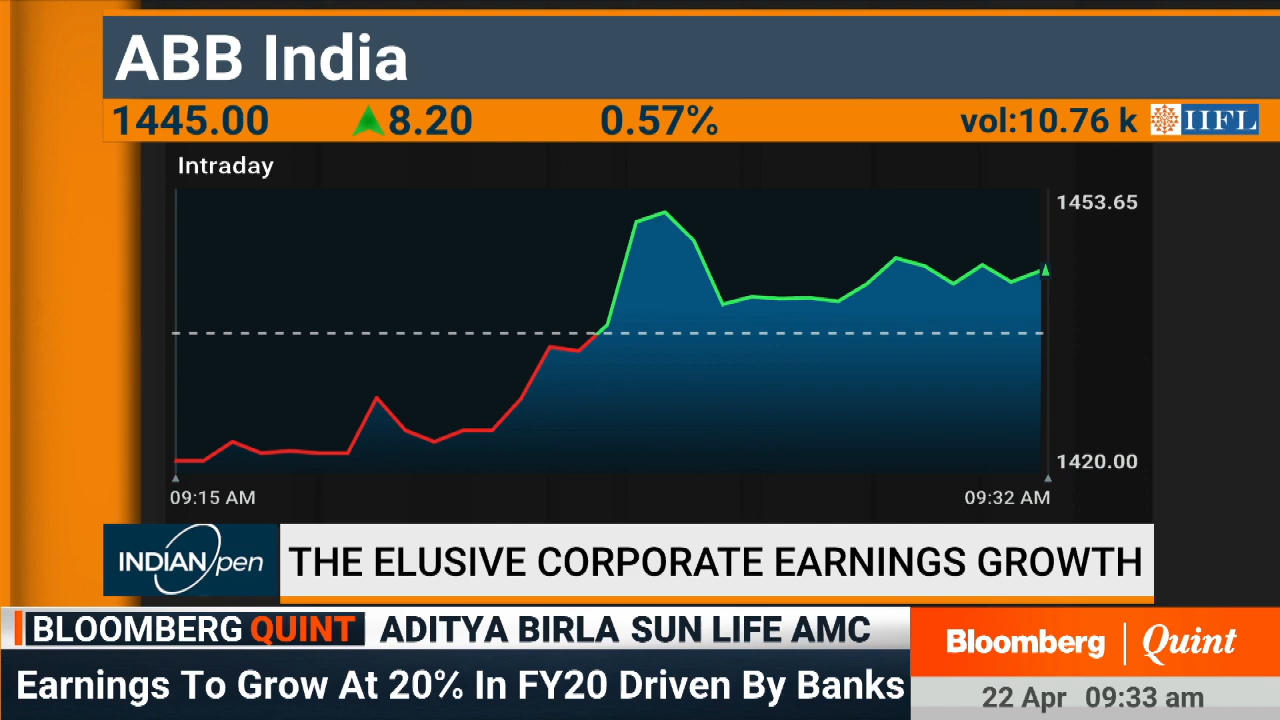 ABB India
1445.00 8.20 0.57% vol:10.76 k IIFL
Intraday
1453.65
1420.00
09:15 AM 09:32 AM
INDIAN Open THE ELUSIVE CORPORATE EARNINGS GROWTH
BLOOMBERG QUINT ADITYA BIRLA SUN LIFE AMC
Earnings To Grow At 20% In FY20 Driven By Banks
Bloomberg | Quint
22 Apr 09:33 am